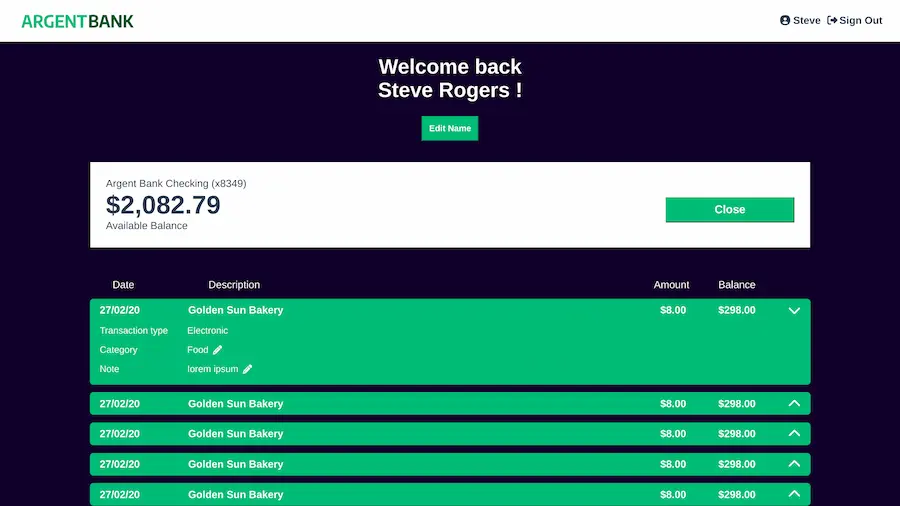 ARGENTBANK
Steve Sign Out
Welcome back
Steve Rogers !
Edit Name
Argent Bank Checking (x8349)
$2,082.79
Available Balance
Close
Date Description Amount Balance
27/02/20 Golden Sun Bakery $8.00 $298.00
Transaction type Electronic
Category Food
Note lorem ipsum
27/02/20 Golden Sun Bakery $8.00 $298.00
27/02/20 Golden Sun Bakery $8.00 $298.00
27/02/20 Golden Sun Bakery $8.00 $298.00
27/02/20 Golden Sun Bakery $8.00 $298.00